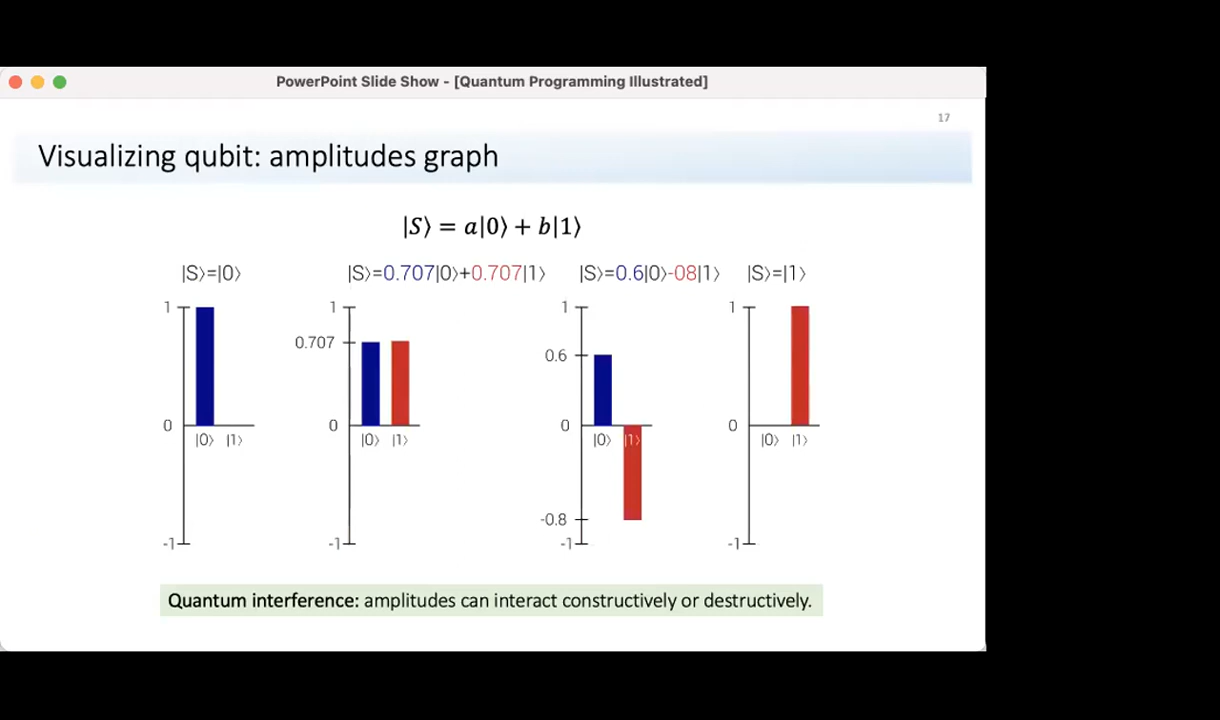 PowerPoint Slide Show - [Quantum Programming Illustrated]
17
Visualizing qubit: amplitudes graph
|S⟩ = a|0⟩ + b|1⟩
|S⟩=|0⟩
1
0
-1
|0⟩ |1⟩
|S⟩=0.707|0⟩+0.707|1⟩
1
0.707
0
-1
|0⟩ |1⟩
|S⟩=0.6|0⟩-08|1⟩
1
0.6
0
-0.8
-1
|0⟩ |1⟩
|S⟩=|1⟩
1
0
-1
|0⟩ |1⟩
Quantum interference: amplitudes can interact constructively or destructively.